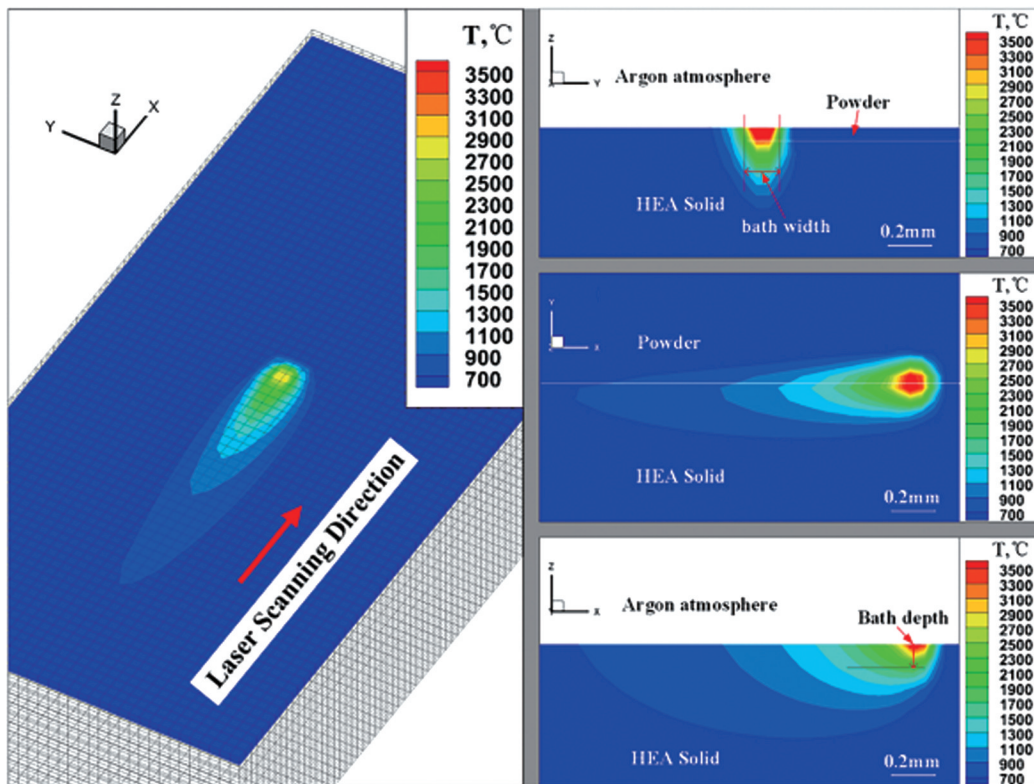 T,℃
3500
3300
3100
2900
2700
2500
2300
2100
1900
1700
1500
1300
1100
900
700
Z
X
Y
Laser Scanning Direction
Z
Y
Argon atmosphere
Powder
HEA Solid
bath width
0.2mm
T,℃
3500
3300
3100
2900
2700
2500
2300
2100
1900
1700
1500
1300
1100
900
700
Y
Z
X
Powder
HEA Solid
0.2mm
T,℃
3500
3300
3100
2900
2700
2500
2300
2100
1900
1700
1500
1300
1100
900
700
Z
X
Argon atmosphere
Bath depth
HEA Solid
0.2mm
T,℃
3500
3300
3100
2900
2700
2500
2300
2100
1900
1700
1500
1300
1100
900
700